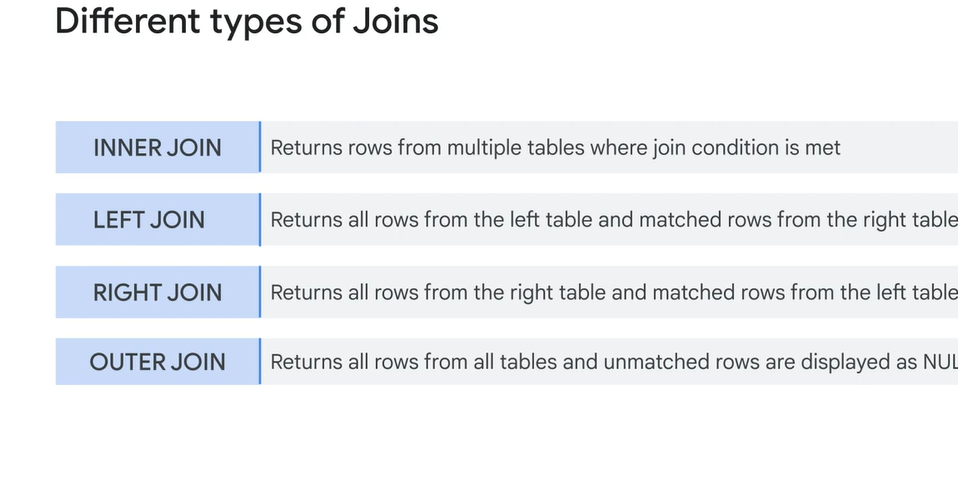 Different types of Joins
INNER JOIN Returns rows from multiple tables where join condition is met
LEFT JOIN Returns all rows from the left table and matched rows from the right table
RIGHT JOIN Returns all rows from the right table and matched rows from the left table
OUTER JOIN Returns all rows from all tables and unmatched rows are displayed as